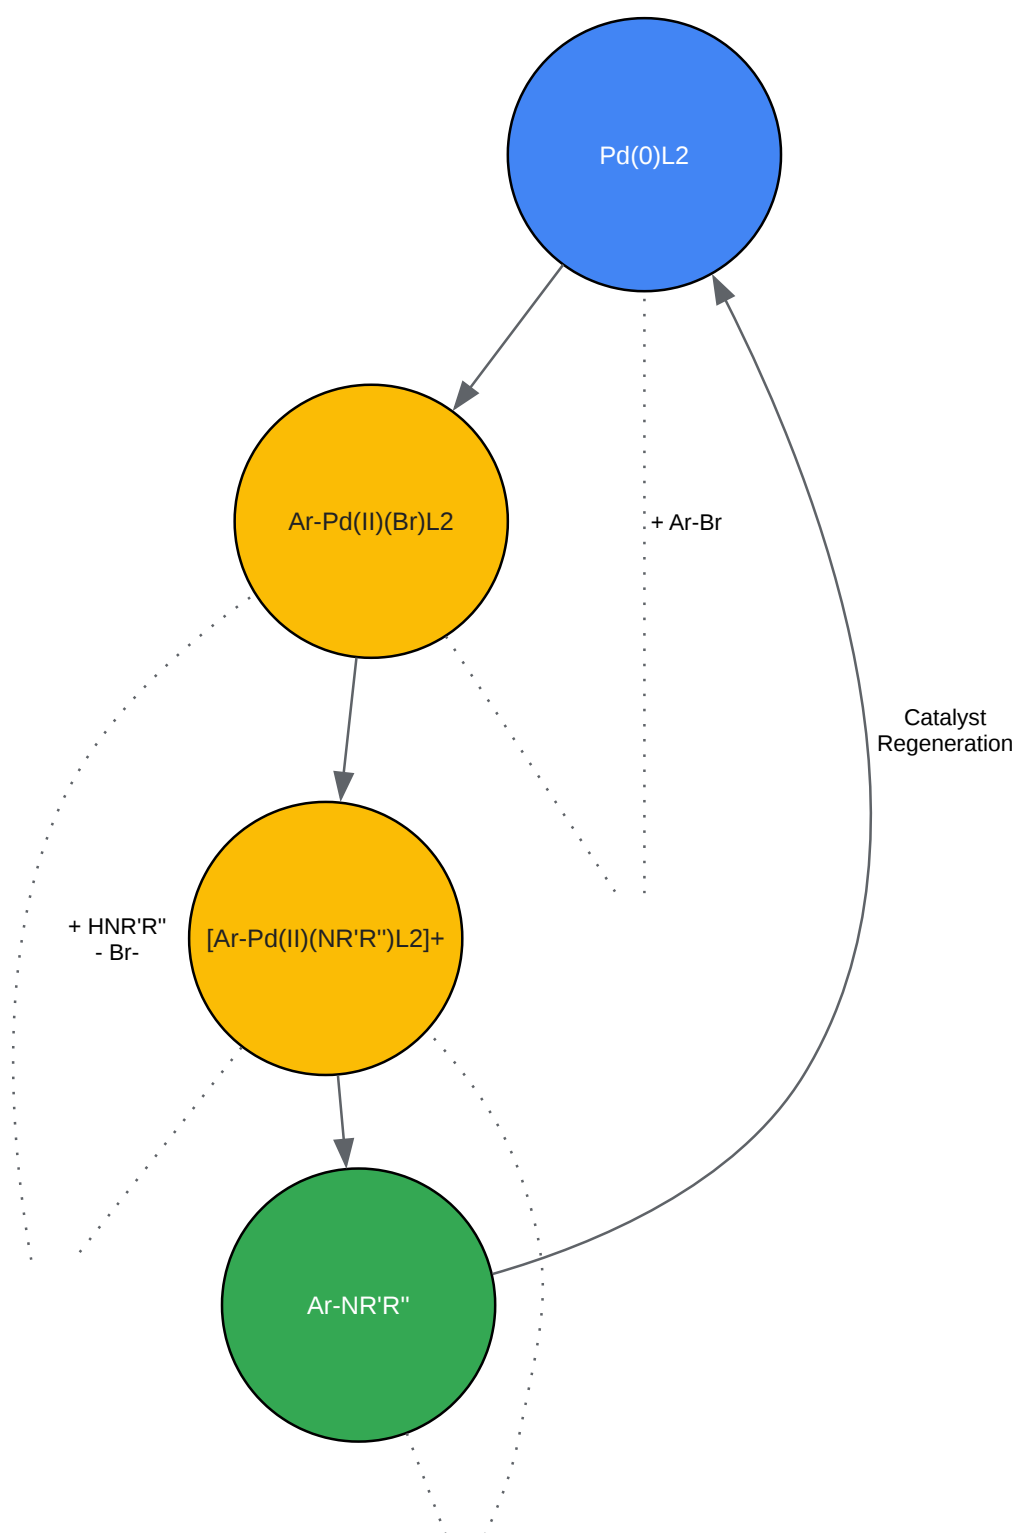 Pd(0)L2
Ar-Pd(II)(Br)L2
+ Ar-Br
Catalyst
Regeneration
+ HNR'R"
- Br-
[Ar-Pd(II)(NR'R")L2]+
Ar-NR'R"